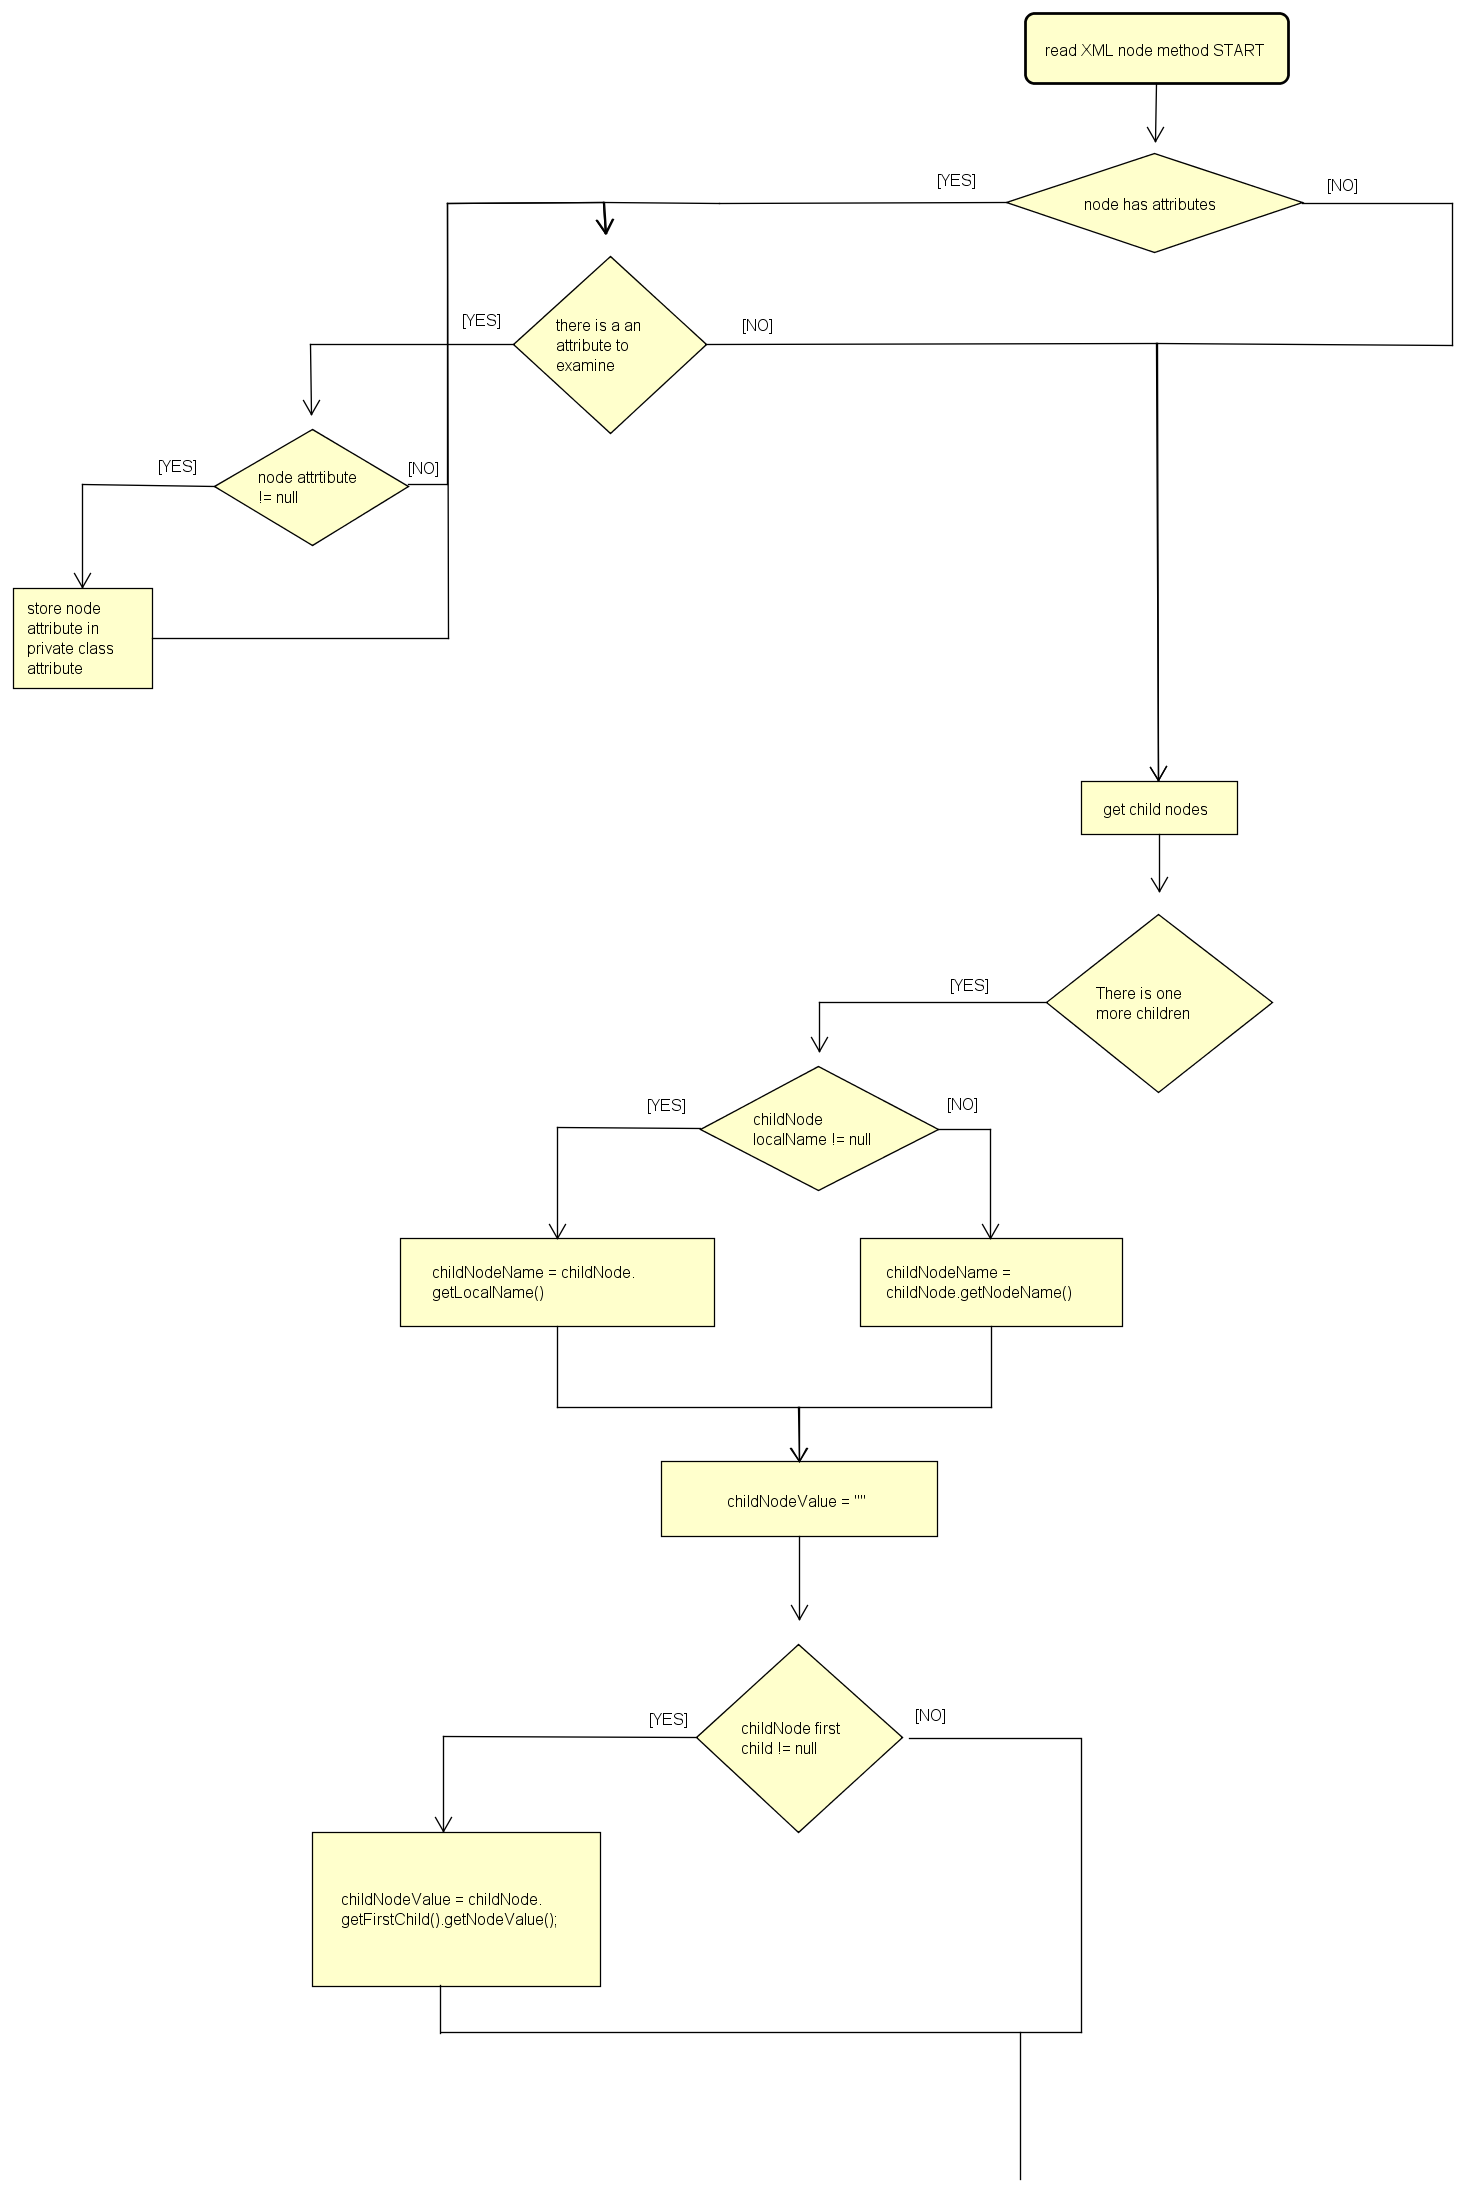 read XML node method START
[YES]
[NO]
node has attributes
[YES]
there is a an
attribute to
examine
[NO]
[YES]
node attrtibute
!= null
[NO]
store node
attribute in
private class
attribute
get child nodes
[YES]
There is one
more children
[YES]
childNode
localName != null
[NO]
childNodeName = childNode.
getLocalName()
childNodeName =
childNode.getNodeName()
childNodeValue = ""
[YES]
childNode first
child != null
[NO]
childNodeValue = childNode.
getFirstChild().getNodeValue();